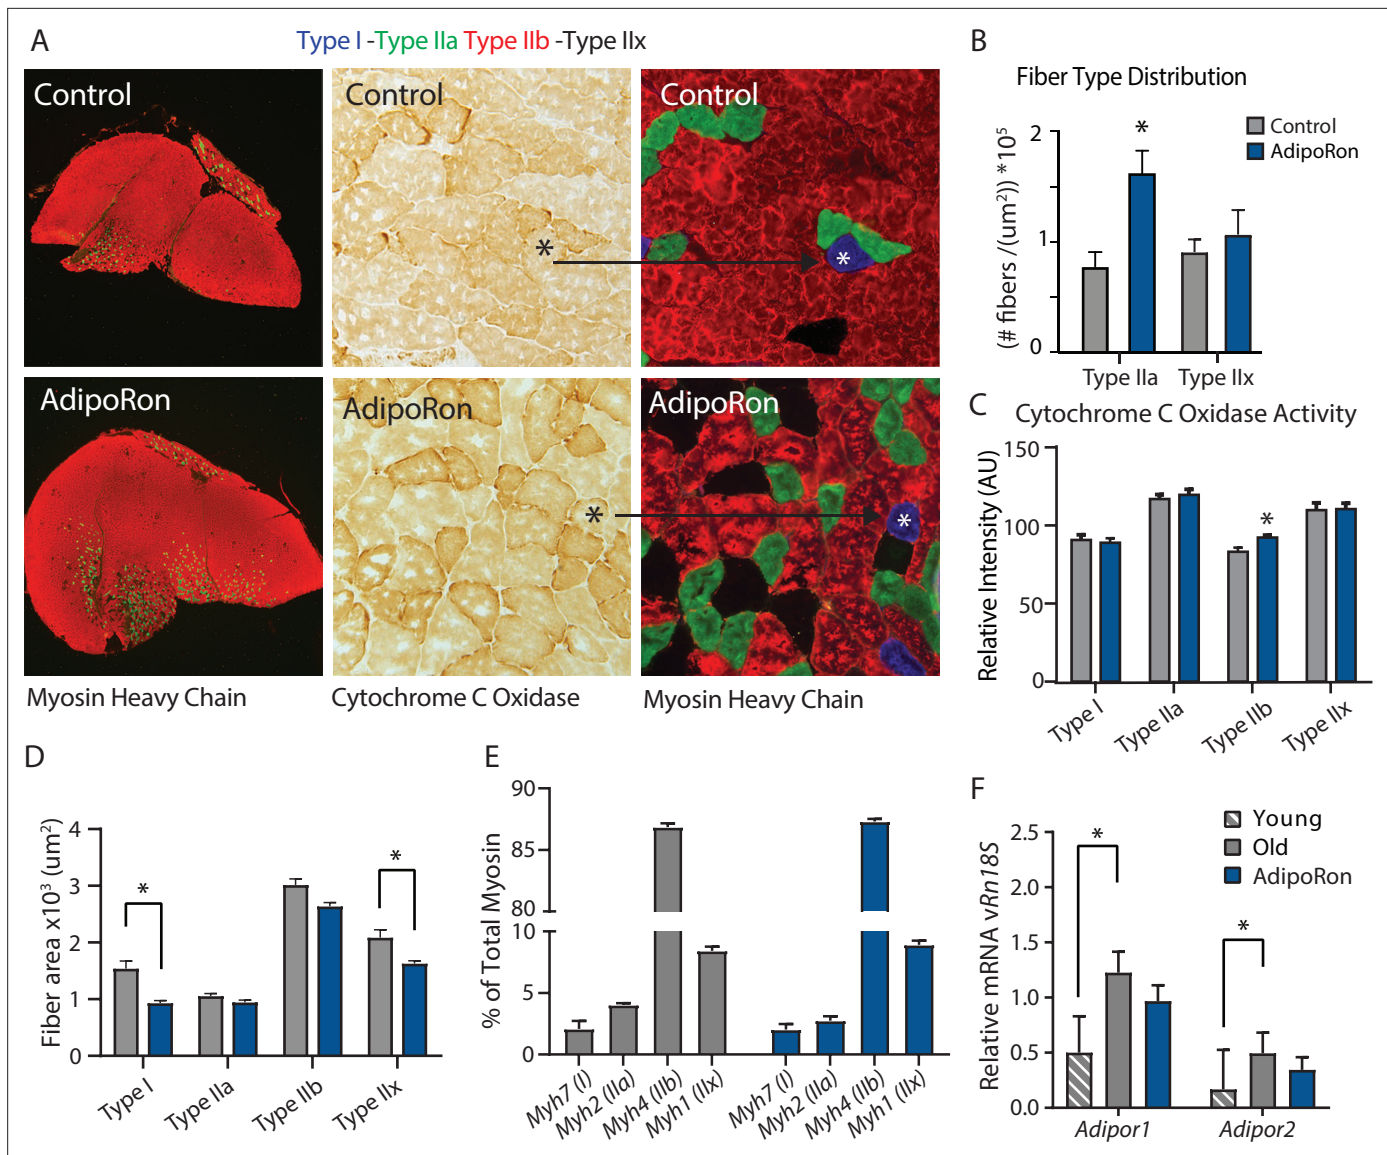 A
Type I -Type IIa Type IIb -Type IIx
Control
Control
Control
*
*
AdipoRon
AdipoRon
AdipoRon
*
*
Myosin Heavy Chain
Cytochrome C Oxidase
Myosin Heavy Chain
B
Fiber Type Distribution
(# fibers /(um²)) *10⁵
2
1
0
*
Control
AdipoRon
Type IIa
Type IIx
C
Cytochrome C Oxidase Activity
Relative Intensity (AU)
150
100
50
0
*
Type I
Type IIa
Type IIb
Type IIx
D
Fiber area x10³ (um²)
4
3
2
1
0
*
*
Type I
Type IIa
Type IIb
Type IIx
E
% of Total Myosin
90
85
80
10
5
0
Myh7 (I)
Myh2 (IIa)
Myh4 (IIb)
Myh1 (IIx)
Myh7 (I)
Myh2 (IIa)
Myh4 (IIb)
Myh1 (IIx)
F
Relative mRNA vRn18S
2.5
2.0
1.5
1.0
0.5
0.0
*
*
Young
Old
AdipoRon
Adipor1
Adipor2